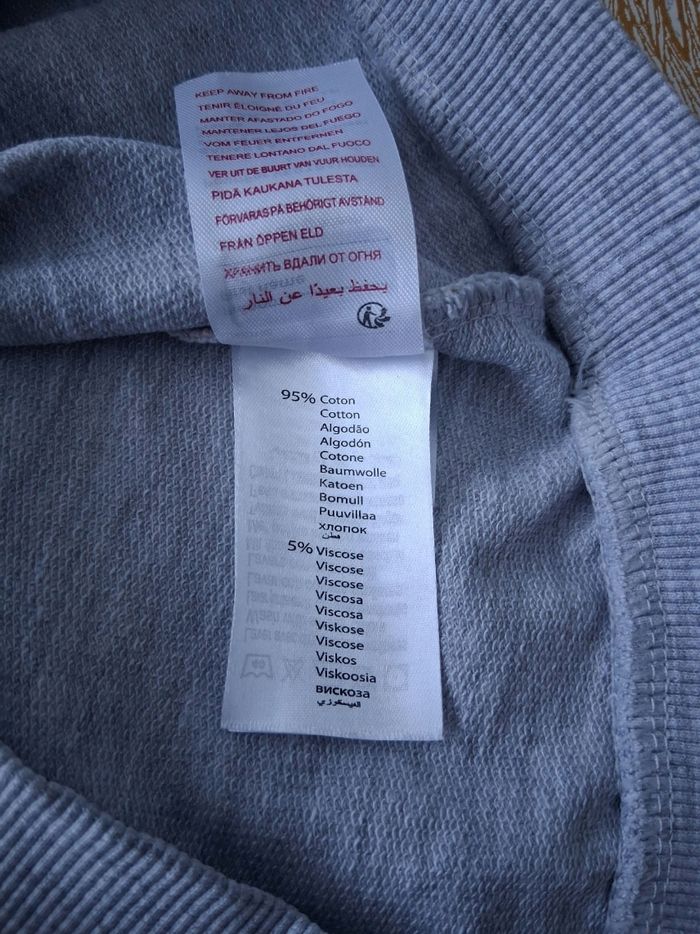 KEEP AWAY FROM FIRE
TENIR ÉLOIGNÉ DU FEU
MANTER AFASTADO DO FOGO
MANTENER LEJOS DEL FUEGO
VOM FEUER ENTFERNEN
TENERE LONTANO DAL FUOCO
VER UIT DE BUURT VAN VUUR HOUDEN
PIDÄ KAUKANA TULESTA
FÖRVARAS PÅ BEHÖRIGT AVSTÅND
FRÅN ÖPPEN ELD
ХРАНИТЬ ВДАЛИ ОТ ОГНЯ
يحفظ بعيدًا عن النار
95% Coton
Cotton
Algodão
Algodón
Cotone
Baumwolle
Katoen
Bomull
Puuvillaa
хлопок
قطن
5% Viscose
Viscose
Viscose
Viscosa
Viscosa
Viskose
Viscose
Viskos
Viskoosia
вискоза